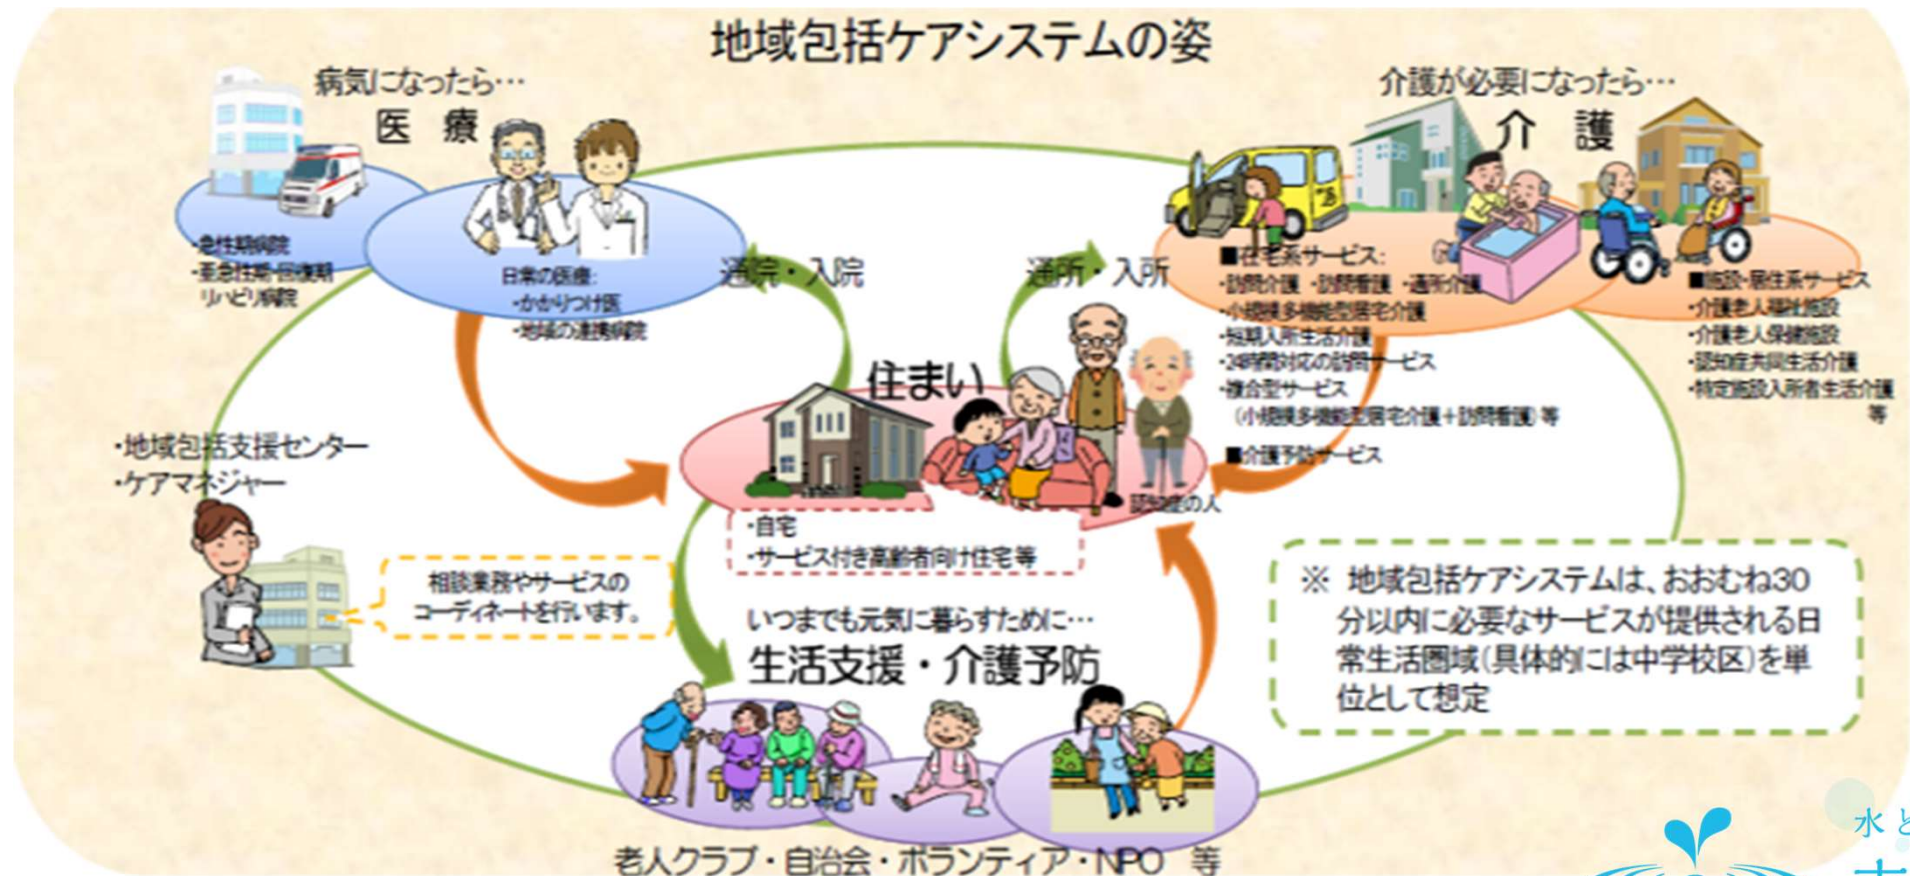 地域包括ケアシステムの姿
病気になったら…
医 療
・急性期病院
・亜急性期・回復期
リハビリ病院
日常の医療:
・かかりつけ医
・地域の連携病院
通院・入院
通所・入所
介護が必要になったら…
介 護
■在宅系サービス:
・訪問介護 ・訪問看護 ・通所介護
・小規模多機能型居宅介護
・短期入所生活介護
・24時間対応の訪問サービス
・複合型サービス
(小規模多機能型居宅介護+訪問看護) 等
■介護予防サービス
■施設・居住系サービス
・介護老人福祉施設
・介護老人保健施設
・認知症共同生活介護
・特定施設入所者生活介護
等
住まい
認知症の人
・自宅
・サービス付き高齢者向け住宅 等
・地域包括支援センター
・ケアマネジャー
相談業務やサービスの
コーディネートを行います。
いつまでも元気に暮らすために…
生活支援・介護予防
老人クラブ・自治会・ボランティア・NPO 等
※ 地域包括ケアシステムは、おおむね30
分以内に必要なサービスが提供される日
常生活圏域(具体的には中学校区)を単
位として想定
水と